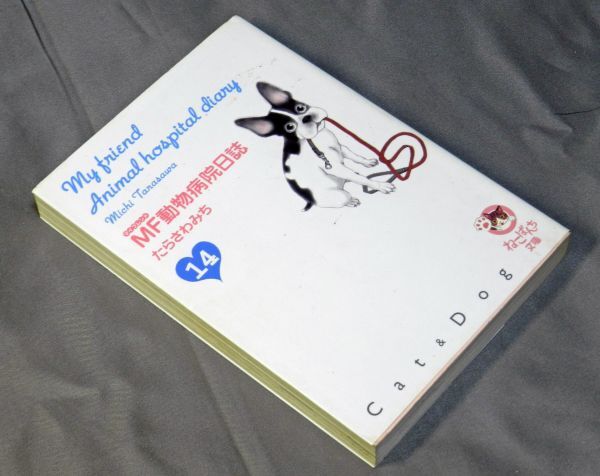 My friend
Animal hospital diary
Michi Tarasawa
MF動物病院日誌
たらさわみち
14
ねこぱんち
文庫
Cat & Dog